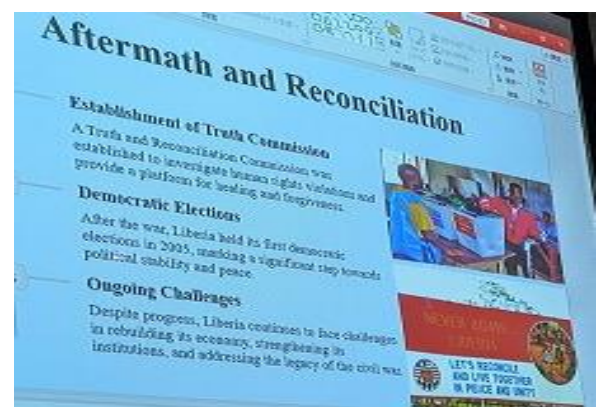 Aftermath and Reconciliation
Establishment of Truth Commission
A Truth and Reconciliation Commission was
established to investigate human rights violations and
provide a platform for healing and forgiveness.
Democratic Elections
After the war, Liberia held its first democratic
elections in 2005, marking a significant step towards
political stability and peace.
Ongoing Challenges
Despite progress, Liberia continues to face challenges
in rebuilding its economy, strengthening its
institutions, and addressing the legacy of the civil war.
NEVER AGAIN
LIBERIA
LET'S RECONCILE
AND LIVE TOGETHER
IN PEACE AND UNITY